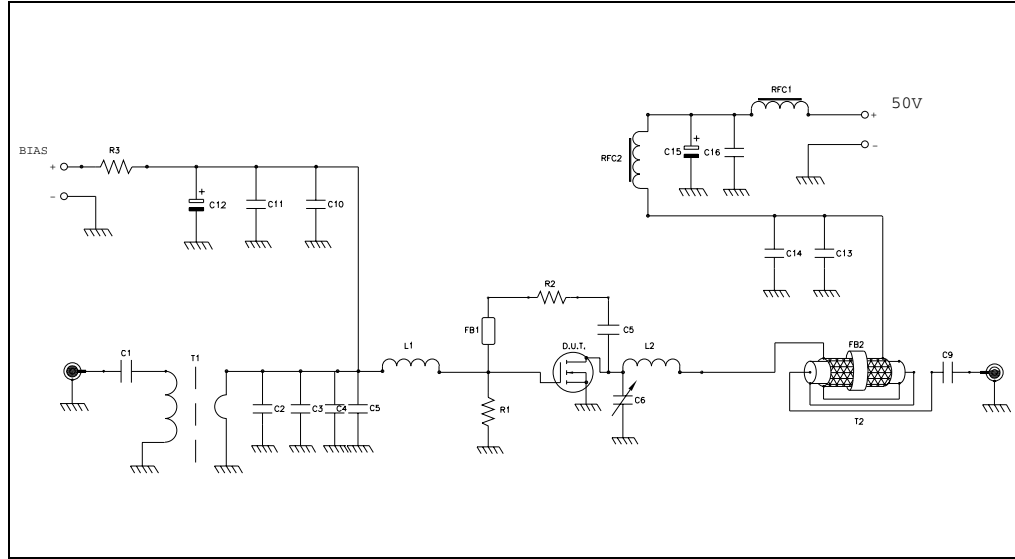 RFC1
50V
+
+
C15
C16
RFC2
-
BIAS
R3
+
+
C12
C11
C10
-
C14
C13
R2
FB1
C5
C1
T1
L1
D.U.T.
L2
FB2
C9
C2
C3
C4
C5
R1
C6
T2